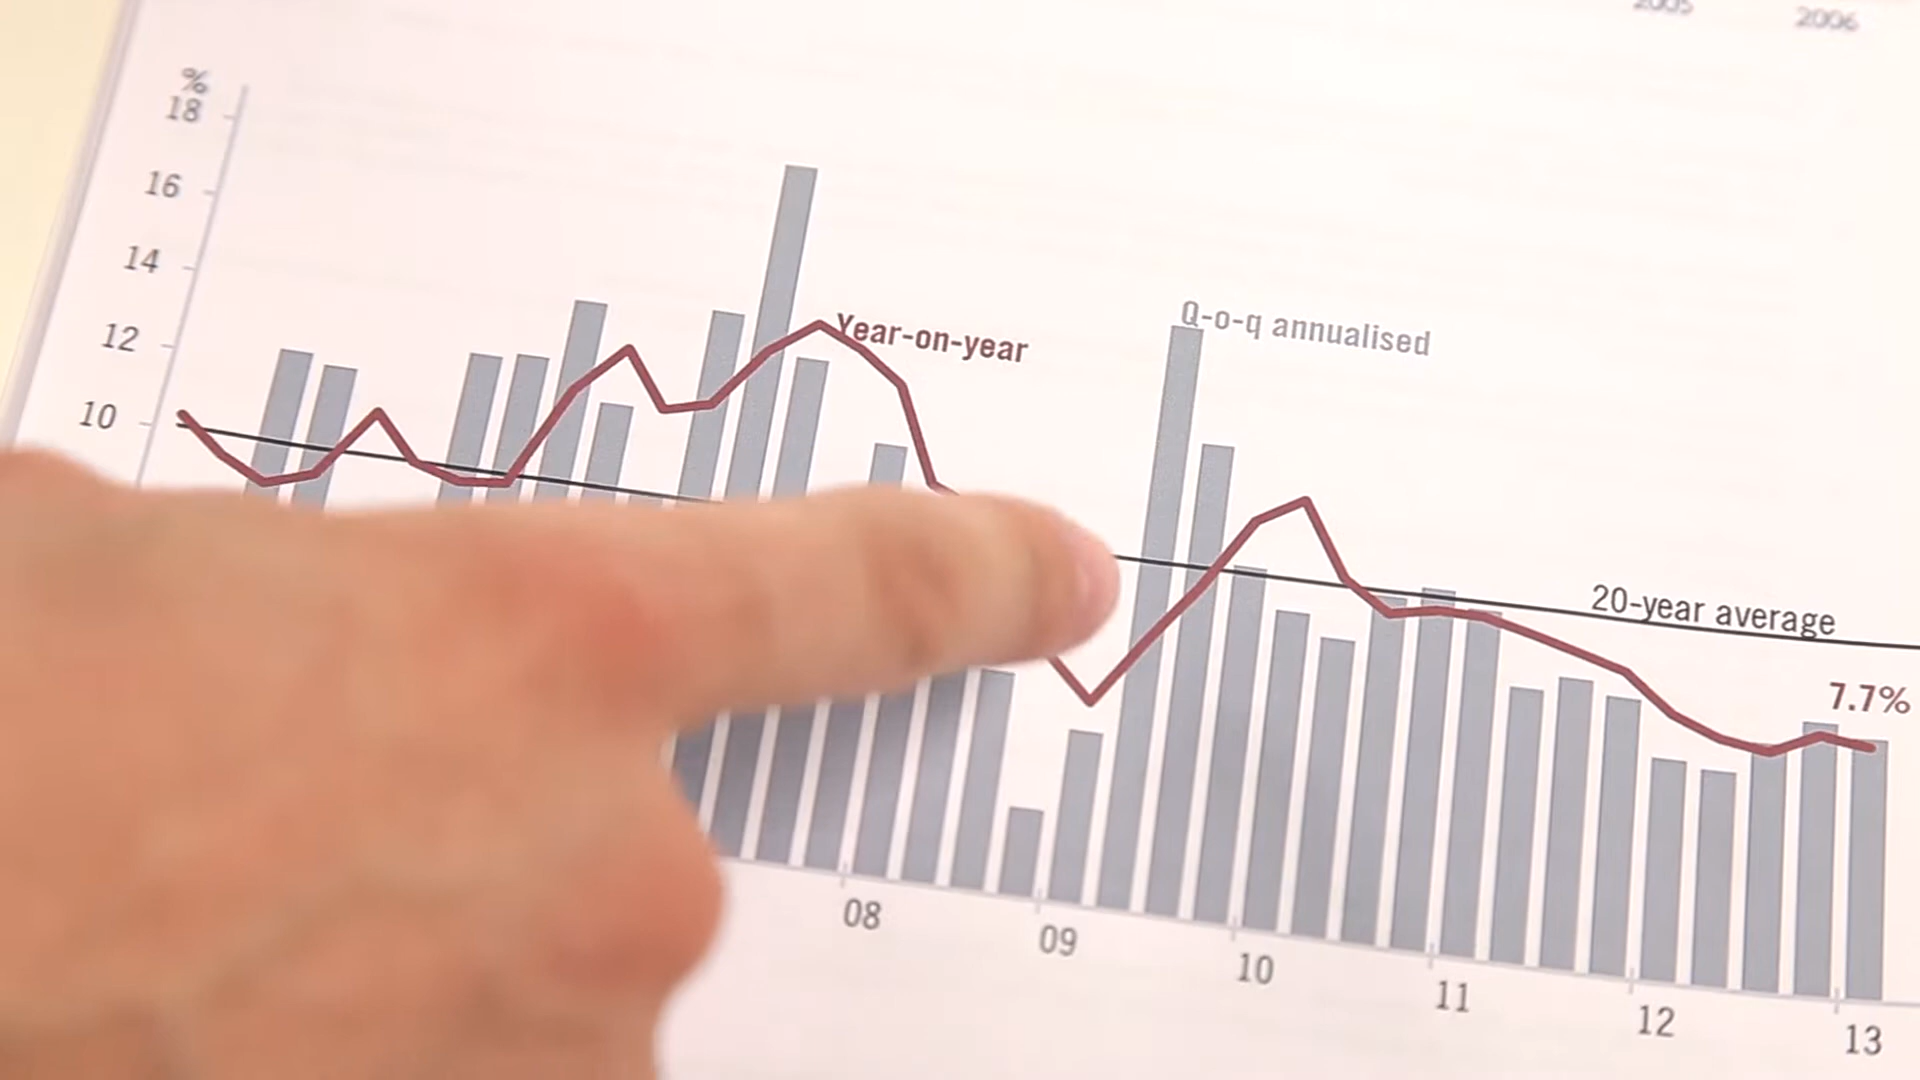 2005 2006
%
18
16
14
12
10
Year-on-year
Q-o-q annualised
20-year average
7.7%
08 09 10 11 12 13